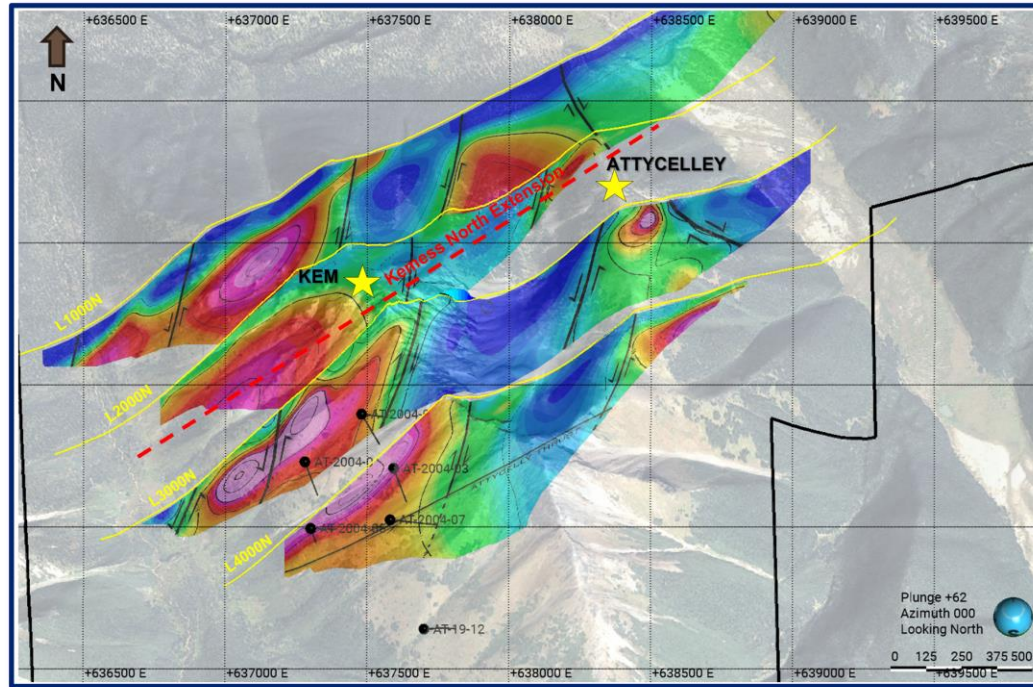 +636500 E
+637000 E
+637500 E
+638000 E
+638500 E
+639000 E
+639500 E
N
ATTYCELLEY
Kemess North Extension
KEM
L1000N
L2000N
L3000N
L4000N
AT-2004-03
AT-2004-07
ATTYCELLY
AT-19-12
Plunge +62
Azimuth 000
Looking North
0 125 250 375 500
+636500 E
+637000 E
+637500 E
+638000 E
+638500 E
+639000 E
+639500 E